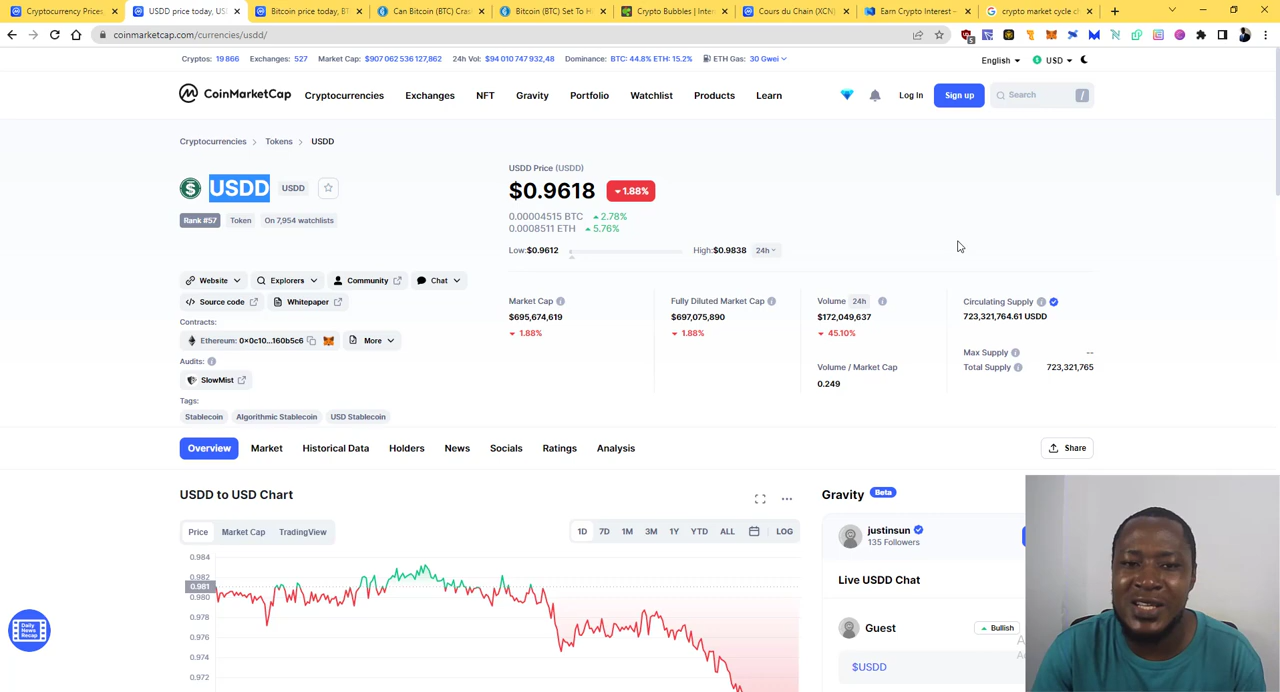 Cryptocurrency Prices
USDD price today, US
Bitcoin price today, BT
Can Bitcoin (BTC) Cras
Bitcoin (BTC) Set To H
Crypto Bubbles | Inter
Cours du Chain (XCN)
Earn Crypto Interest –
crypto market cycle c
coinmarketcap.com/currencies/usdd/
Cryptos: 19 866 Exchanges: 527 Market Cap: $907 062 536 127,862 24h Vol: $94 010 747 932,48 Dominance: BTC: 44.8% ETH: 15.2% ETH Gas: 30 Gwei
English USD
CoinMarketCap Cryptocurrencies Exchanges NFT Gravity Portfolio Watchlist Products Learn Log In Sign up Search /
Cryptocurrencies > Tokens > USDD
USDD USDD
Rank #57 Token On 7,954 watchlists
Website Explorers Community Chat
Source code Whitepaper
Contracts:
Ethereum: 0x0c10...160b5c6 More
Audits:
SlowMist
Tags:
Stablecoin Algorithmic Stablecoin USD Stablecoin
USDD Price (USDD)
$0.9618 1.88%
0.00004515 BTC 2.78%
0.0008511 ETH 5.76%
Low: $0.9612 High: $0.9838 24h
Market Cap
$695,674,619
1.88%
Fully Diluted Market Cap
$697,075,890
1.88%
Volume 24h
$172,049,637
45.10%
Volume / Market Cap
0.249
Circulating Supply
723,321,764.61 USDD
Max Supply --
Total Supply 723,321,765
Overview Market Historical Data Holders News Socials Ratings Analysis Share
USDD to USD Chart
Price Market Cap TradingView 1D 7D 1M 3M 1Y YTD ALL LOG
0.984
0.982
0.981
0.980
0.978
0.976
0.974
0.972
Daily
News
Recap
Gravity Beta
justinsun
135 Followers
Live USDD Chat
Guest Bullish
$USDD